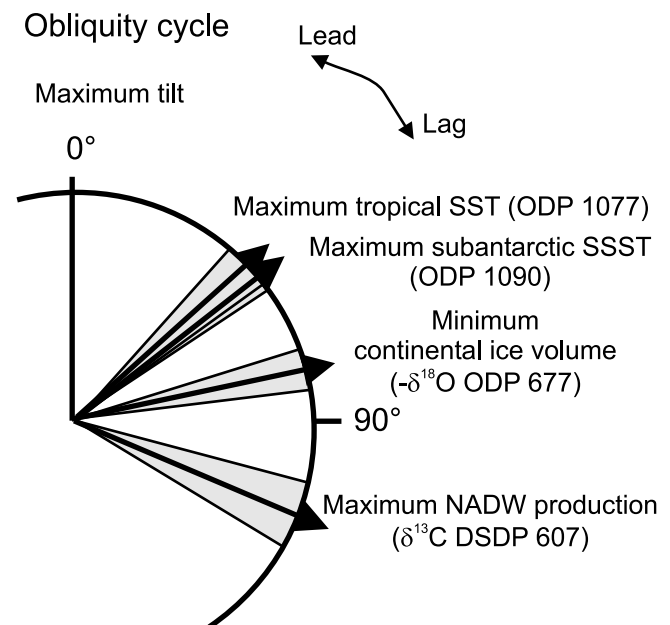 Obliquity cycle
Lead
Maximum tilt
Lag
0°
Maximum tropical SST (ODP 1077)
Maximum subantarctic SSST
(ODP 1090)
Minimum
continental ice volume
(-δ¹⁸O ODP 677)
90°
Maximum NADW production
(δ¹³C DSDP 607)